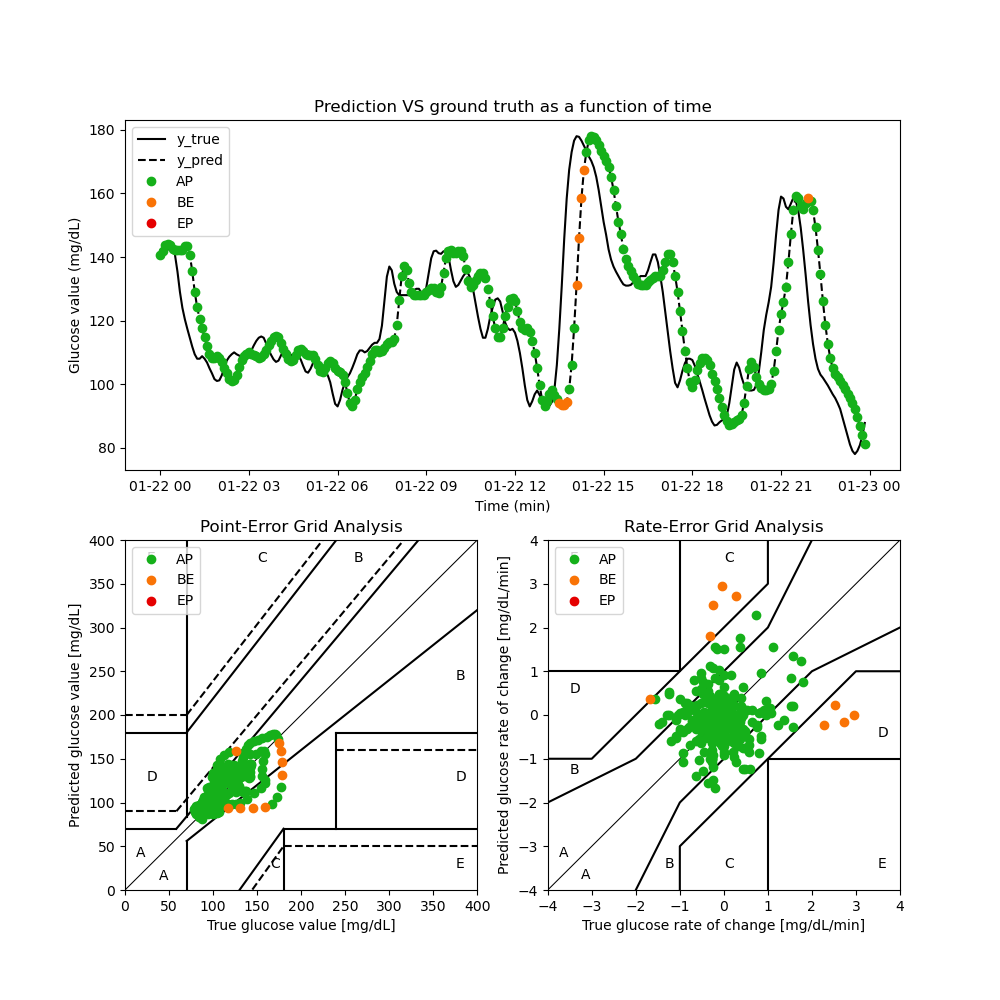 Prediction VS ground truth as a function of time
Glucose value (mg/dL)
180
160
140
120
100
80
y_true
y_pred
AP
BE
EP
01-22 00 01-22 03 01-22 06 01-22 09 01-22 12 01-22 15 01-22 18 01-22 21 01-23 00
Time (min)
Point-Error Grid Analysis
Predicted glucose value [mg/dL]
400
350
300
250
200
150
100
50
0
AP
BE
EP
C B
B
D D
A
A
C E
0 50 100 150 200 250 300 350 400
True glucose value [mg/dL]
Rate-Error Grid Analysis
Predicted glucose rate of change [mg/dL/min]
4
3
2
1
0
−1
−2
−3
−4
AP
BE
EP
C
D
D
B
A
A
B C E
−4 −3 −2 −1 0 1 2 3 4
True glucose rate of change [mg/dL/min]